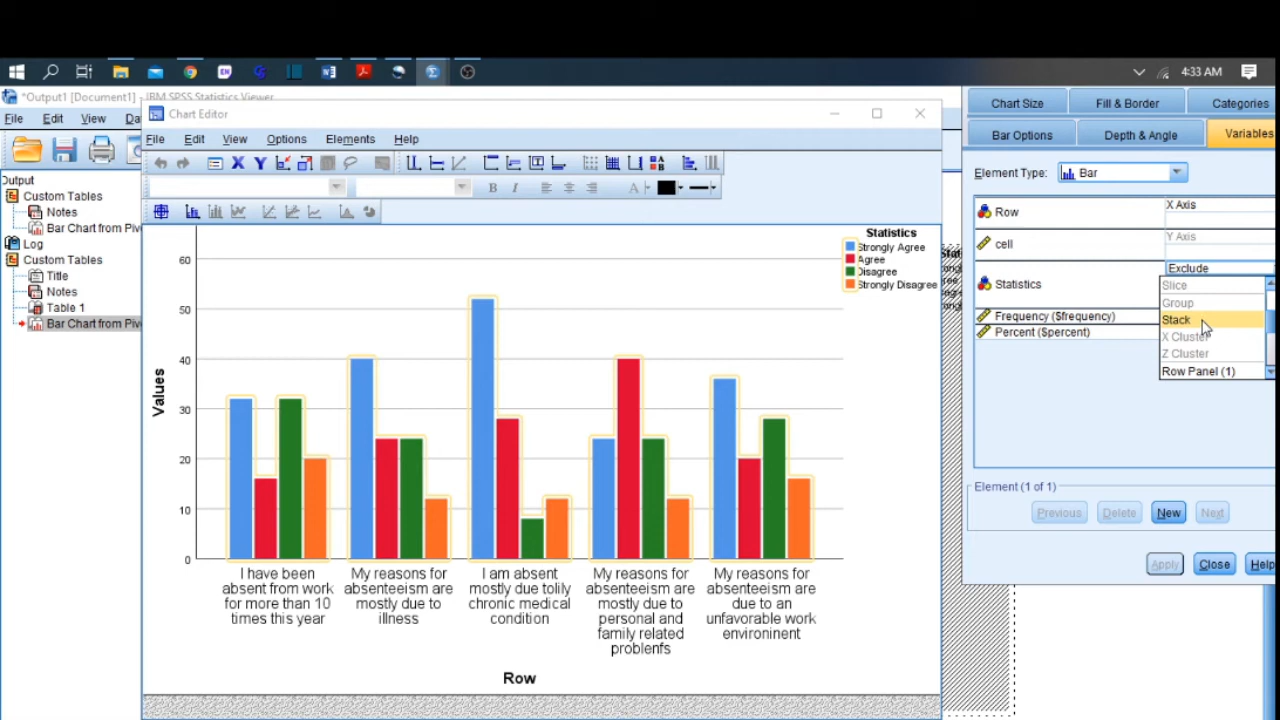 4:33 AM
*Output1 [Document1] - IBM SPSS Statistics Viewer
File Edit View Da
Output
Custom Tables
Notes
Bar Chart from Piv
Log
Custom Tables
Title
Notes
Table 1
Bar Chart from Piv
Chart Editor
File Edit View Options Elements Help
X Y
B I A
Statistics
Strongly Agree
Agree
Disagree
Strongly Disagree
Values
60
50
40
30
20
10
0
I have been
absent from work
for more than 10
times this year
My reasons for
absenteeism are
mostly due to
illness
I am absent
mostly due tolily
chronic medical
condition
My reasons for
absenteeism are
mostly due to
personal and
family related
problenfs
My reasons for
absenteeism are
due to an
unfavorable work
environinent
Row
Chart Size Fill & Border Categories
Bar Options Depth & Angle Variables
Element Type: Bar
Row X Axis
cell Y Axis
Statistics Exclude
Slice
Group
Stack
X Cluster
Z Cluster
Row Panel (1)
Frequency ($frequency)
Percent ($percent)
Element (1 of 1)
Previous Delete New Next
Apply Close Help